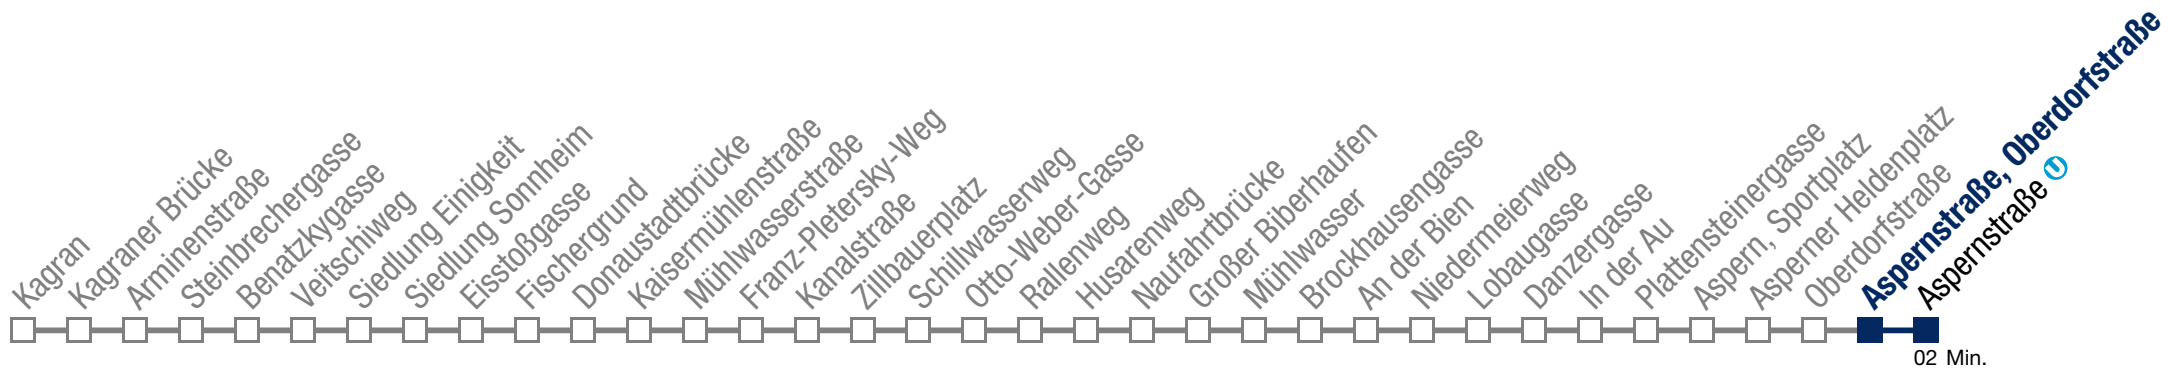 Kagran
Kagraner Brücke
Arminenstraße
Steinbrechergasse
Benatzkygasse
Veitschiweg
Siedlung Einigkeit
Siedlung Sonnheim
Eisstoßgasse
Fischergrund
Donaustadtbrücke
Kaisermühlenstraße
Mühlwasserstraße
Franz-Pletersky-Weg
Kanalstraße
Zillbauerplatz
Schillwasserweg
Otto-Weber-Gasse
Rallenweg
Husarenweg
Naufahrtbrücke
Großer Biberhaufen
Mühlwasser
Brockhausengasse
An der Bien
Niedermeierweg
Lobaugasse
Danzergasse
In der Au
Plattensteinergasse
Aspern, Sportplatz
Asperner Heldenplatz
Oberdorfstraße
Aspernstraße, Oberdorfstraße
Aspernstraße U
02 Min.